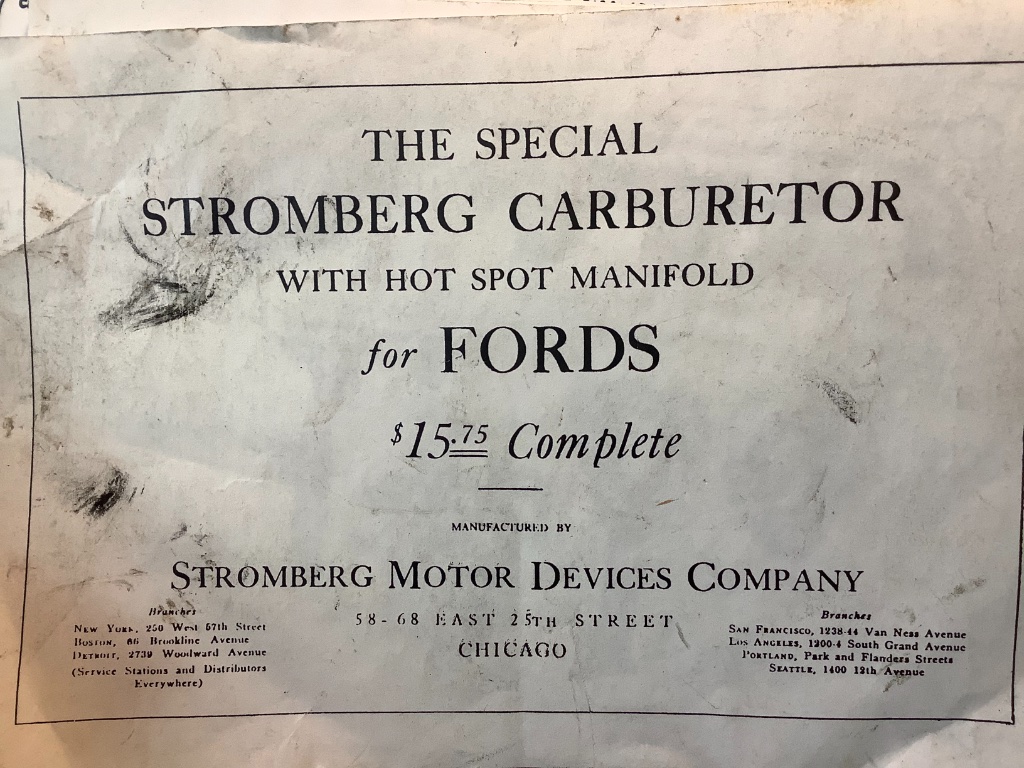 THE SPECIAL
STROMBERG CARBURETOR
WITH HOT SPOT MANIFOLD
for FORDS
$15.75 Complete
MANUFACTURED BY
STROMBERG MOTOR DEVICES COMPANY
58-68 EAST 25TH STREET
CHICAGO
Branches
NEW YORK, 250 West 57th Street
BOSTON, 66 Brookline Avenue
DETROIT, 2739 Woodward Avenue
(Service Stations and Distributors
Everywhere)
Branches
SAN FRANCISCO, 1238-44 Van Ness Avenue
LOS ANGELES, 1200-4 South Grand Avenue
PORTLAND, Park and Flanders Streets
SEATTLE, 1400 12th Avenue